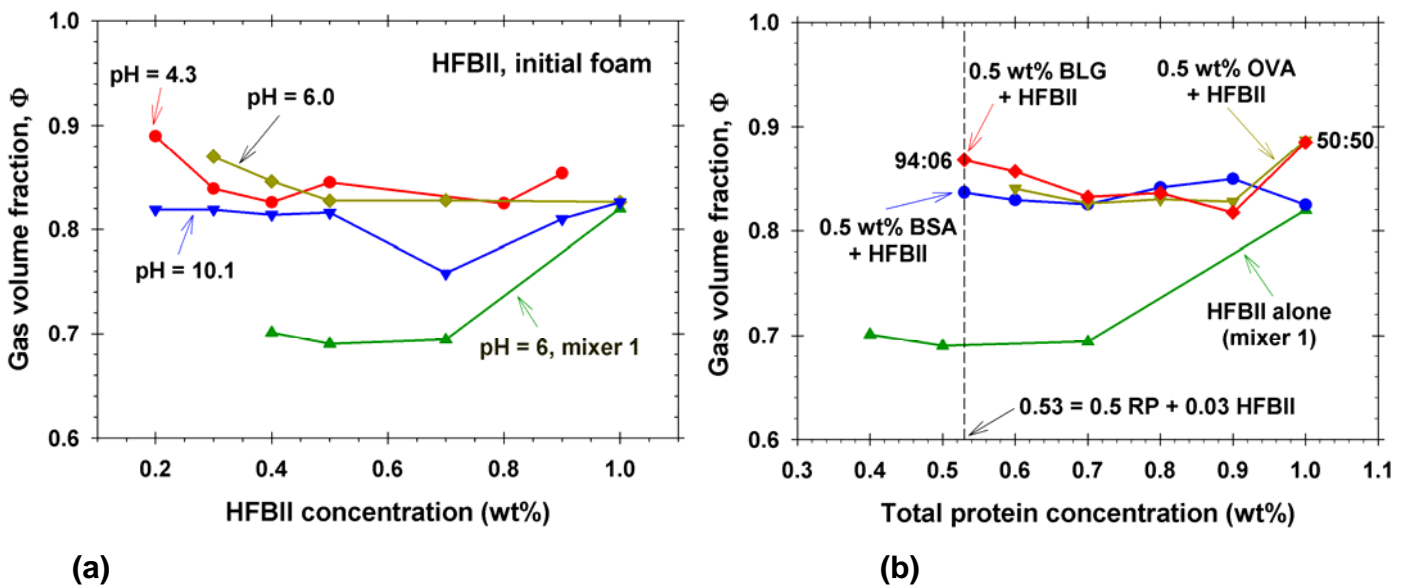 1.0
0.9
0.8
0.7
0.6
Gas volume fraction, Φ
HFBII, initial foam
pH = 4.3
pH = 6.0
pH = 10.1
pH = 6, mixer 1
0.2
0.4
0.6
0.8
1.0
HFBII concentration (wt%)
(a)
1.0
0.9
0.8
0.7
0.6
Gas volume fraction, Φ
0.5 wt% BLG
+ HFBII
0.5 wt% OVA
+ HFBII
94:06
50:50
0.5 wt% BSA
+ HFBII
HFBII alone
(mixer 1)
0.53 = 0.5 RP + 0.03 HFBII
0.3
0.4
0.5
0.6
0.7
0.8
0.9
1.0
1.1
Total protein concentration (wt%)
(b)